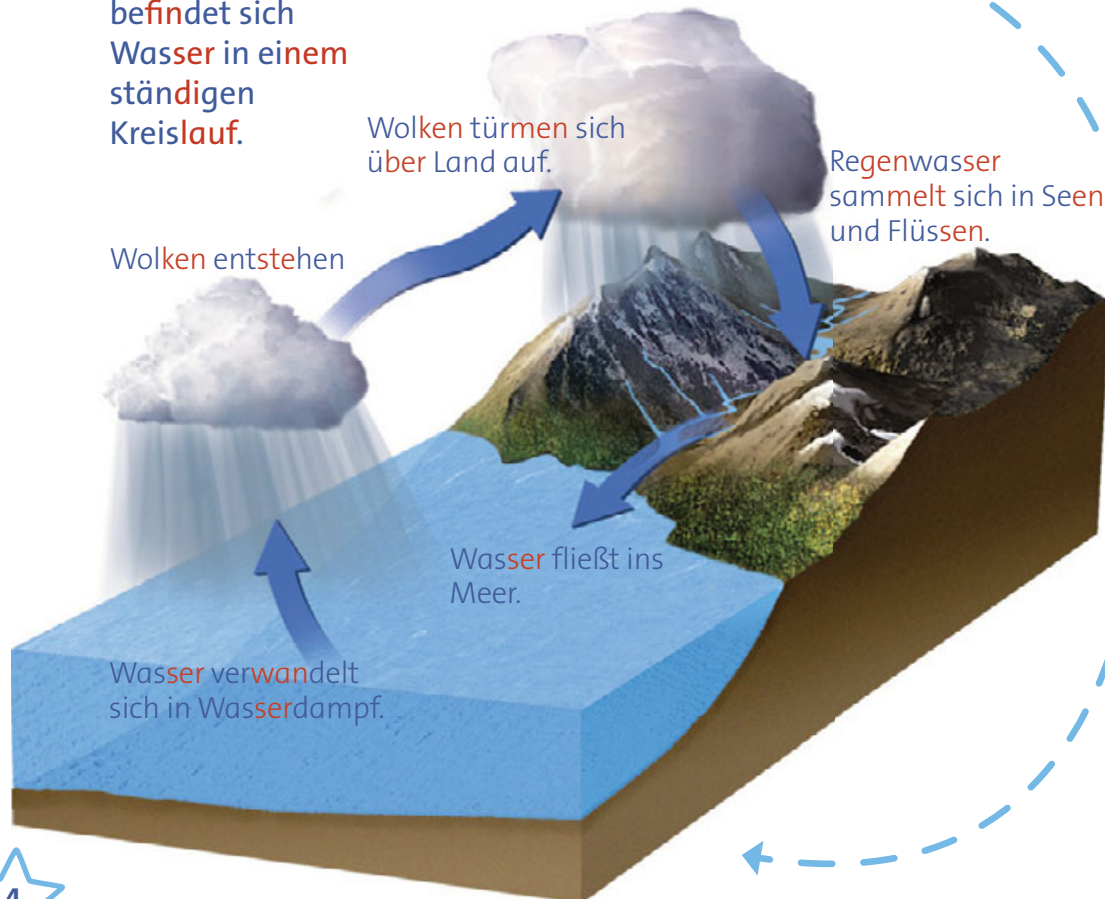 befindet sich
Wasser in einem
ständigen
Kreislauf.
Wolken türmen sich
über Land auf.
Regenwasser
sammelt sich in Seen
und Flüssen.
Wolken entstehen
Wasser fließt ins
Meer.
Wasser verwandelt
sich in Wasserdampf.
4